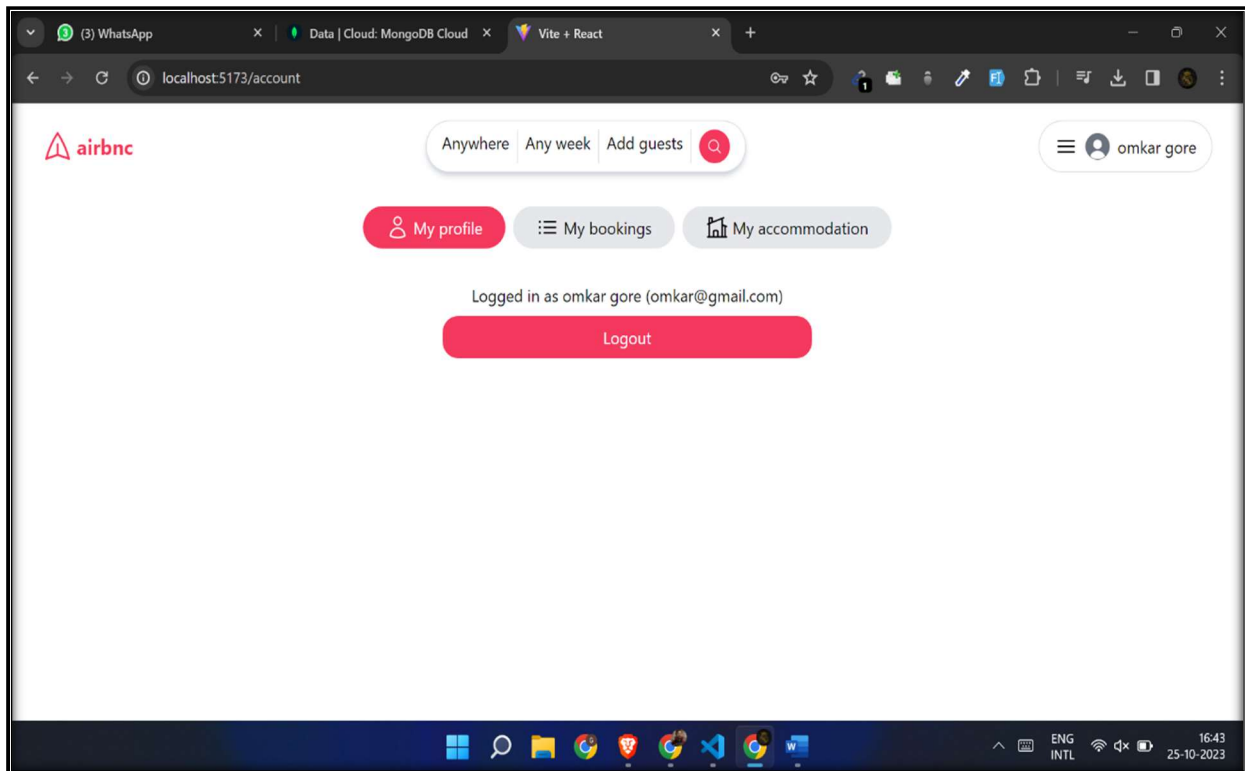 (3) WhatsApp
Data | Cloud: MongoDB Cloud
Vite + React
localhost:5173/account
1
airbnc
Anywhere Any week Add guests
omkar gore
My profile
My bookings
My accommodation
Logged in as omkar gore (omkar@gmail.com)
Logout
ENG
INTL
16:43
25-10-2023